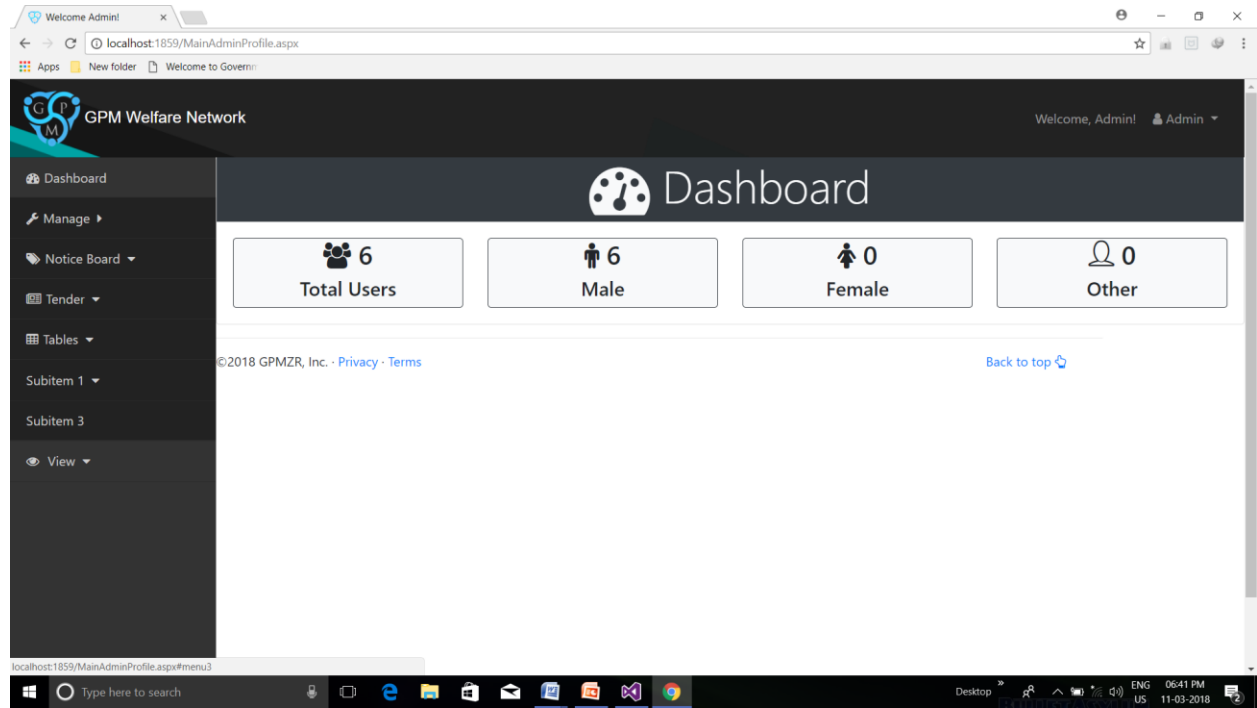 Welcome Admin!
localhost:1859/MainAdminProfile.aspx
Apps New folder Welcome to Governm
G P M
GPM Welfare Network
Welcome, Admin! Admin
Dashboard
Manage
Notice Board
Tender
Tables
Subitem 1
Subitem 3
View
Dashboard
6
Total Users
6
Male
0
Female
0
Other
©2018 GPMZR, Inc. · Privacy · Terms
Back to top
localhost:1859/MainAdminProfile.aspx#menu3
Type here to search
Desktop
ENG
US
06:41 PM
11-03-2018
2